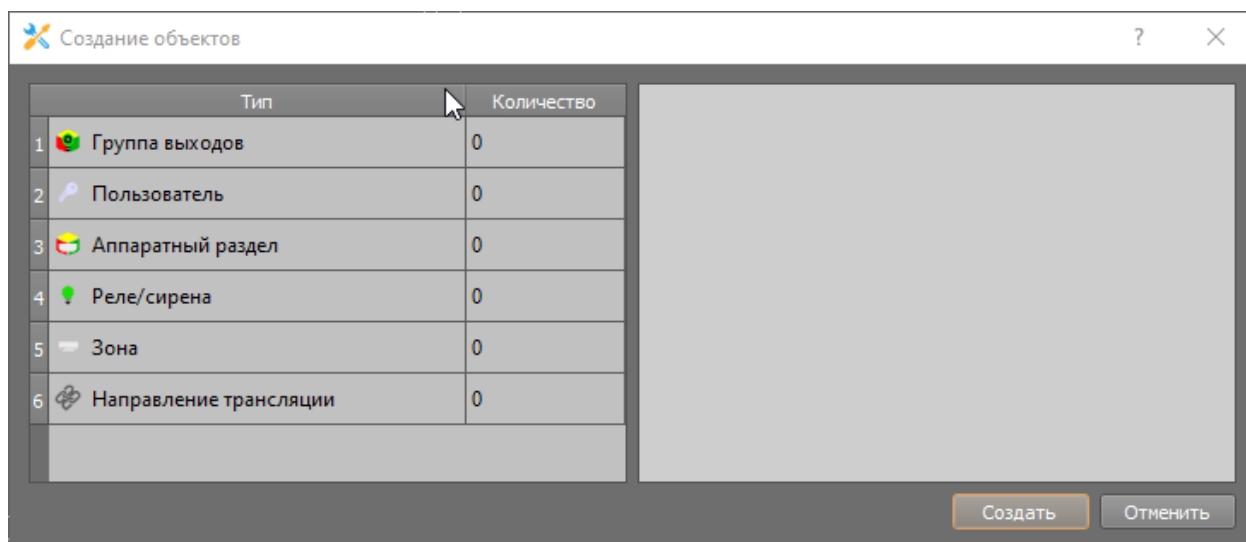 Создание объектов
?
Тип Количество
1 Группа выходов 0
2 Пользователь 0
3 Аппаратный раздел 0
4 Реле/сирена 0
5 Зона 0
6 Направление трансляции 0
Создать Отменить